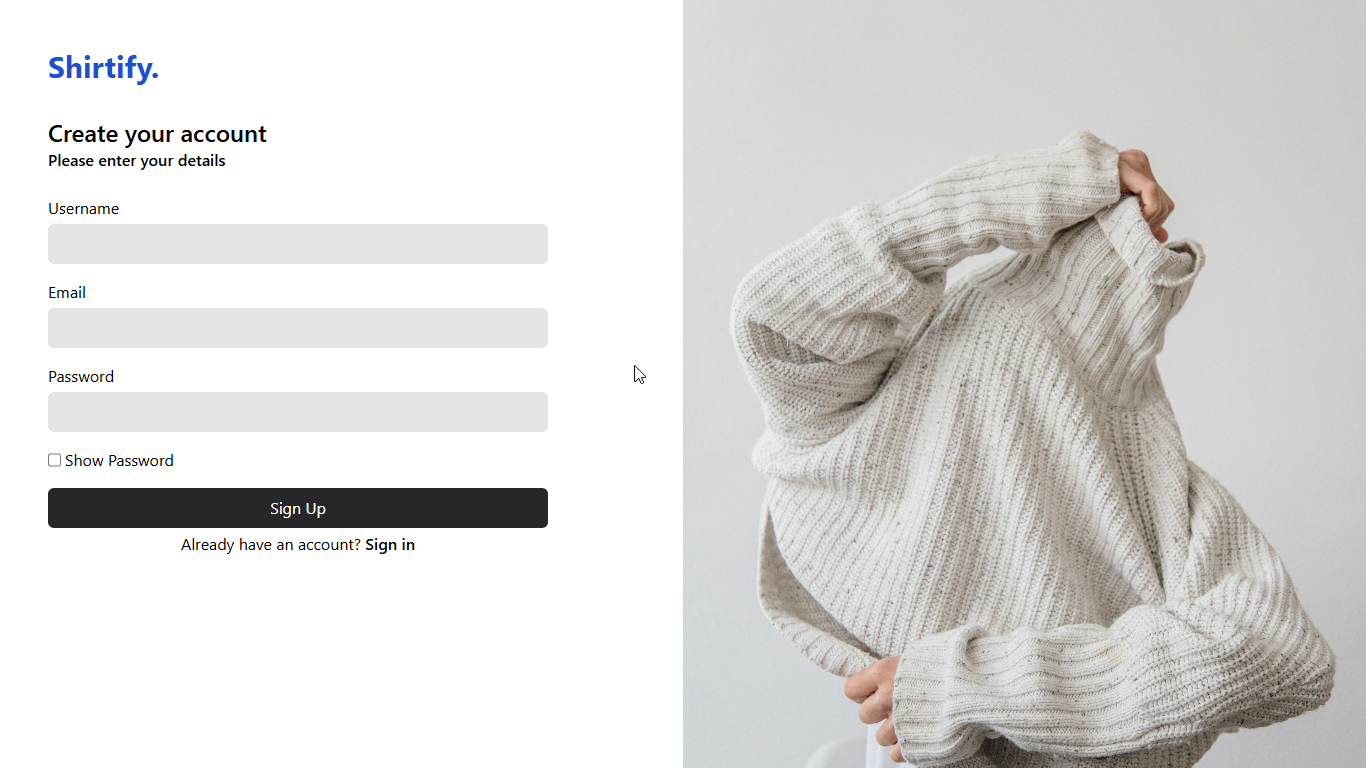 Shirtify.
Create your account
Please enter your details
Username
Email
Password
Show Password
Sign Up
Already have an account? Sign in